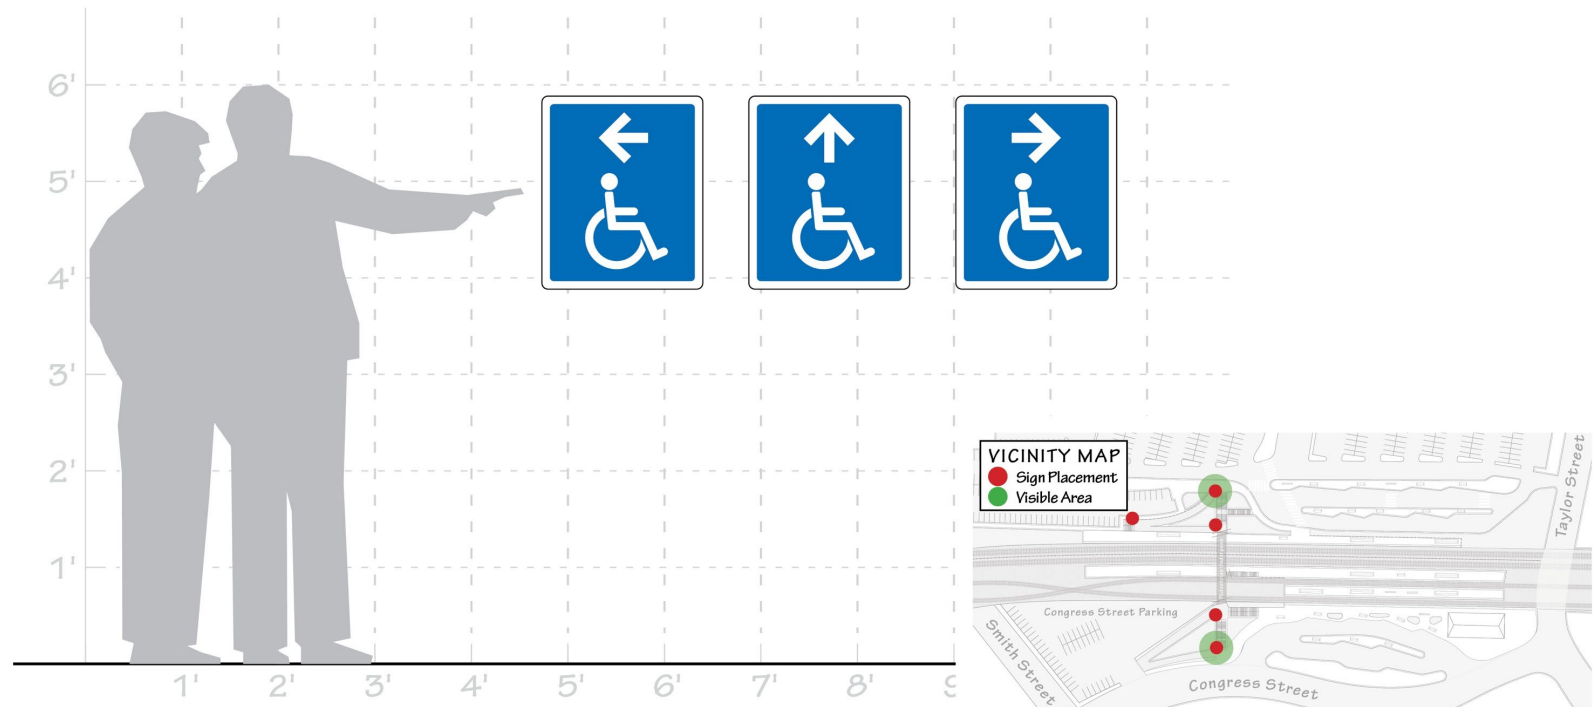 6'
5'
4'
3'
2'
1'
1'
2'
3'
4'
5'
6'
7'
8'
9
VICINITY MAP
Sign Placement
Visible Area
Taylor Street
Congress Street Parking
Smith Street
Congress Street